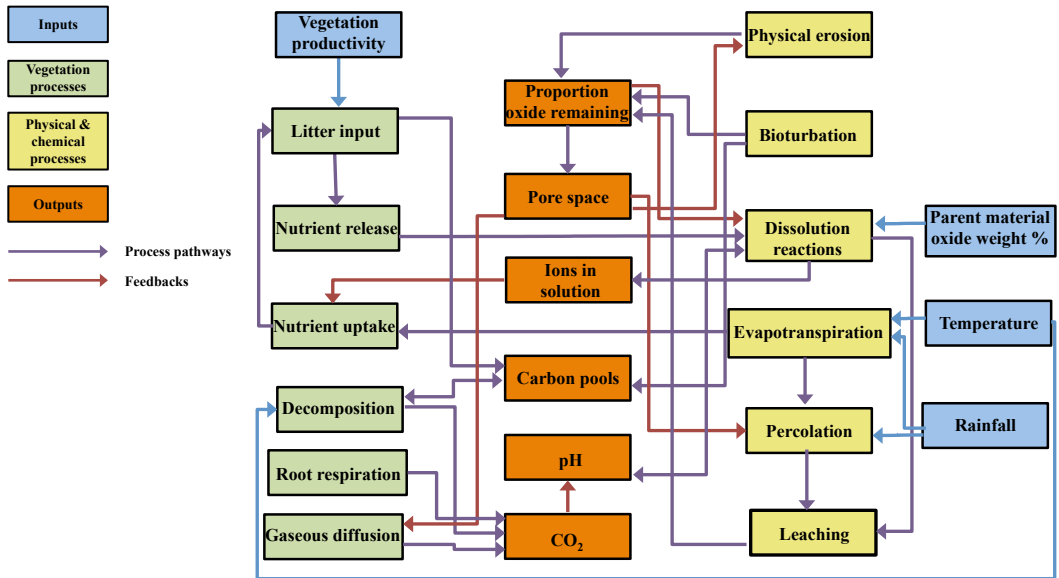 Inputs
Vegetation
processes
Physical &
chemical
processes
Outputs
Process pathways
Feedbacks
Vegetation
productivity
Litter input
Nutrient release
Nutrient uptake
Decomposition
Root respiration
Gaseous diffusion
Proportion
oxide remaining
Pore space
Ions in
solution
Carbon pools
pH
CO₂
Physical erosion
Bioturbation
Dissolution
reactions
Evapotranspiration
Percolation
Leaching
Parent material
oxide weight %
Temperature
Rainfall